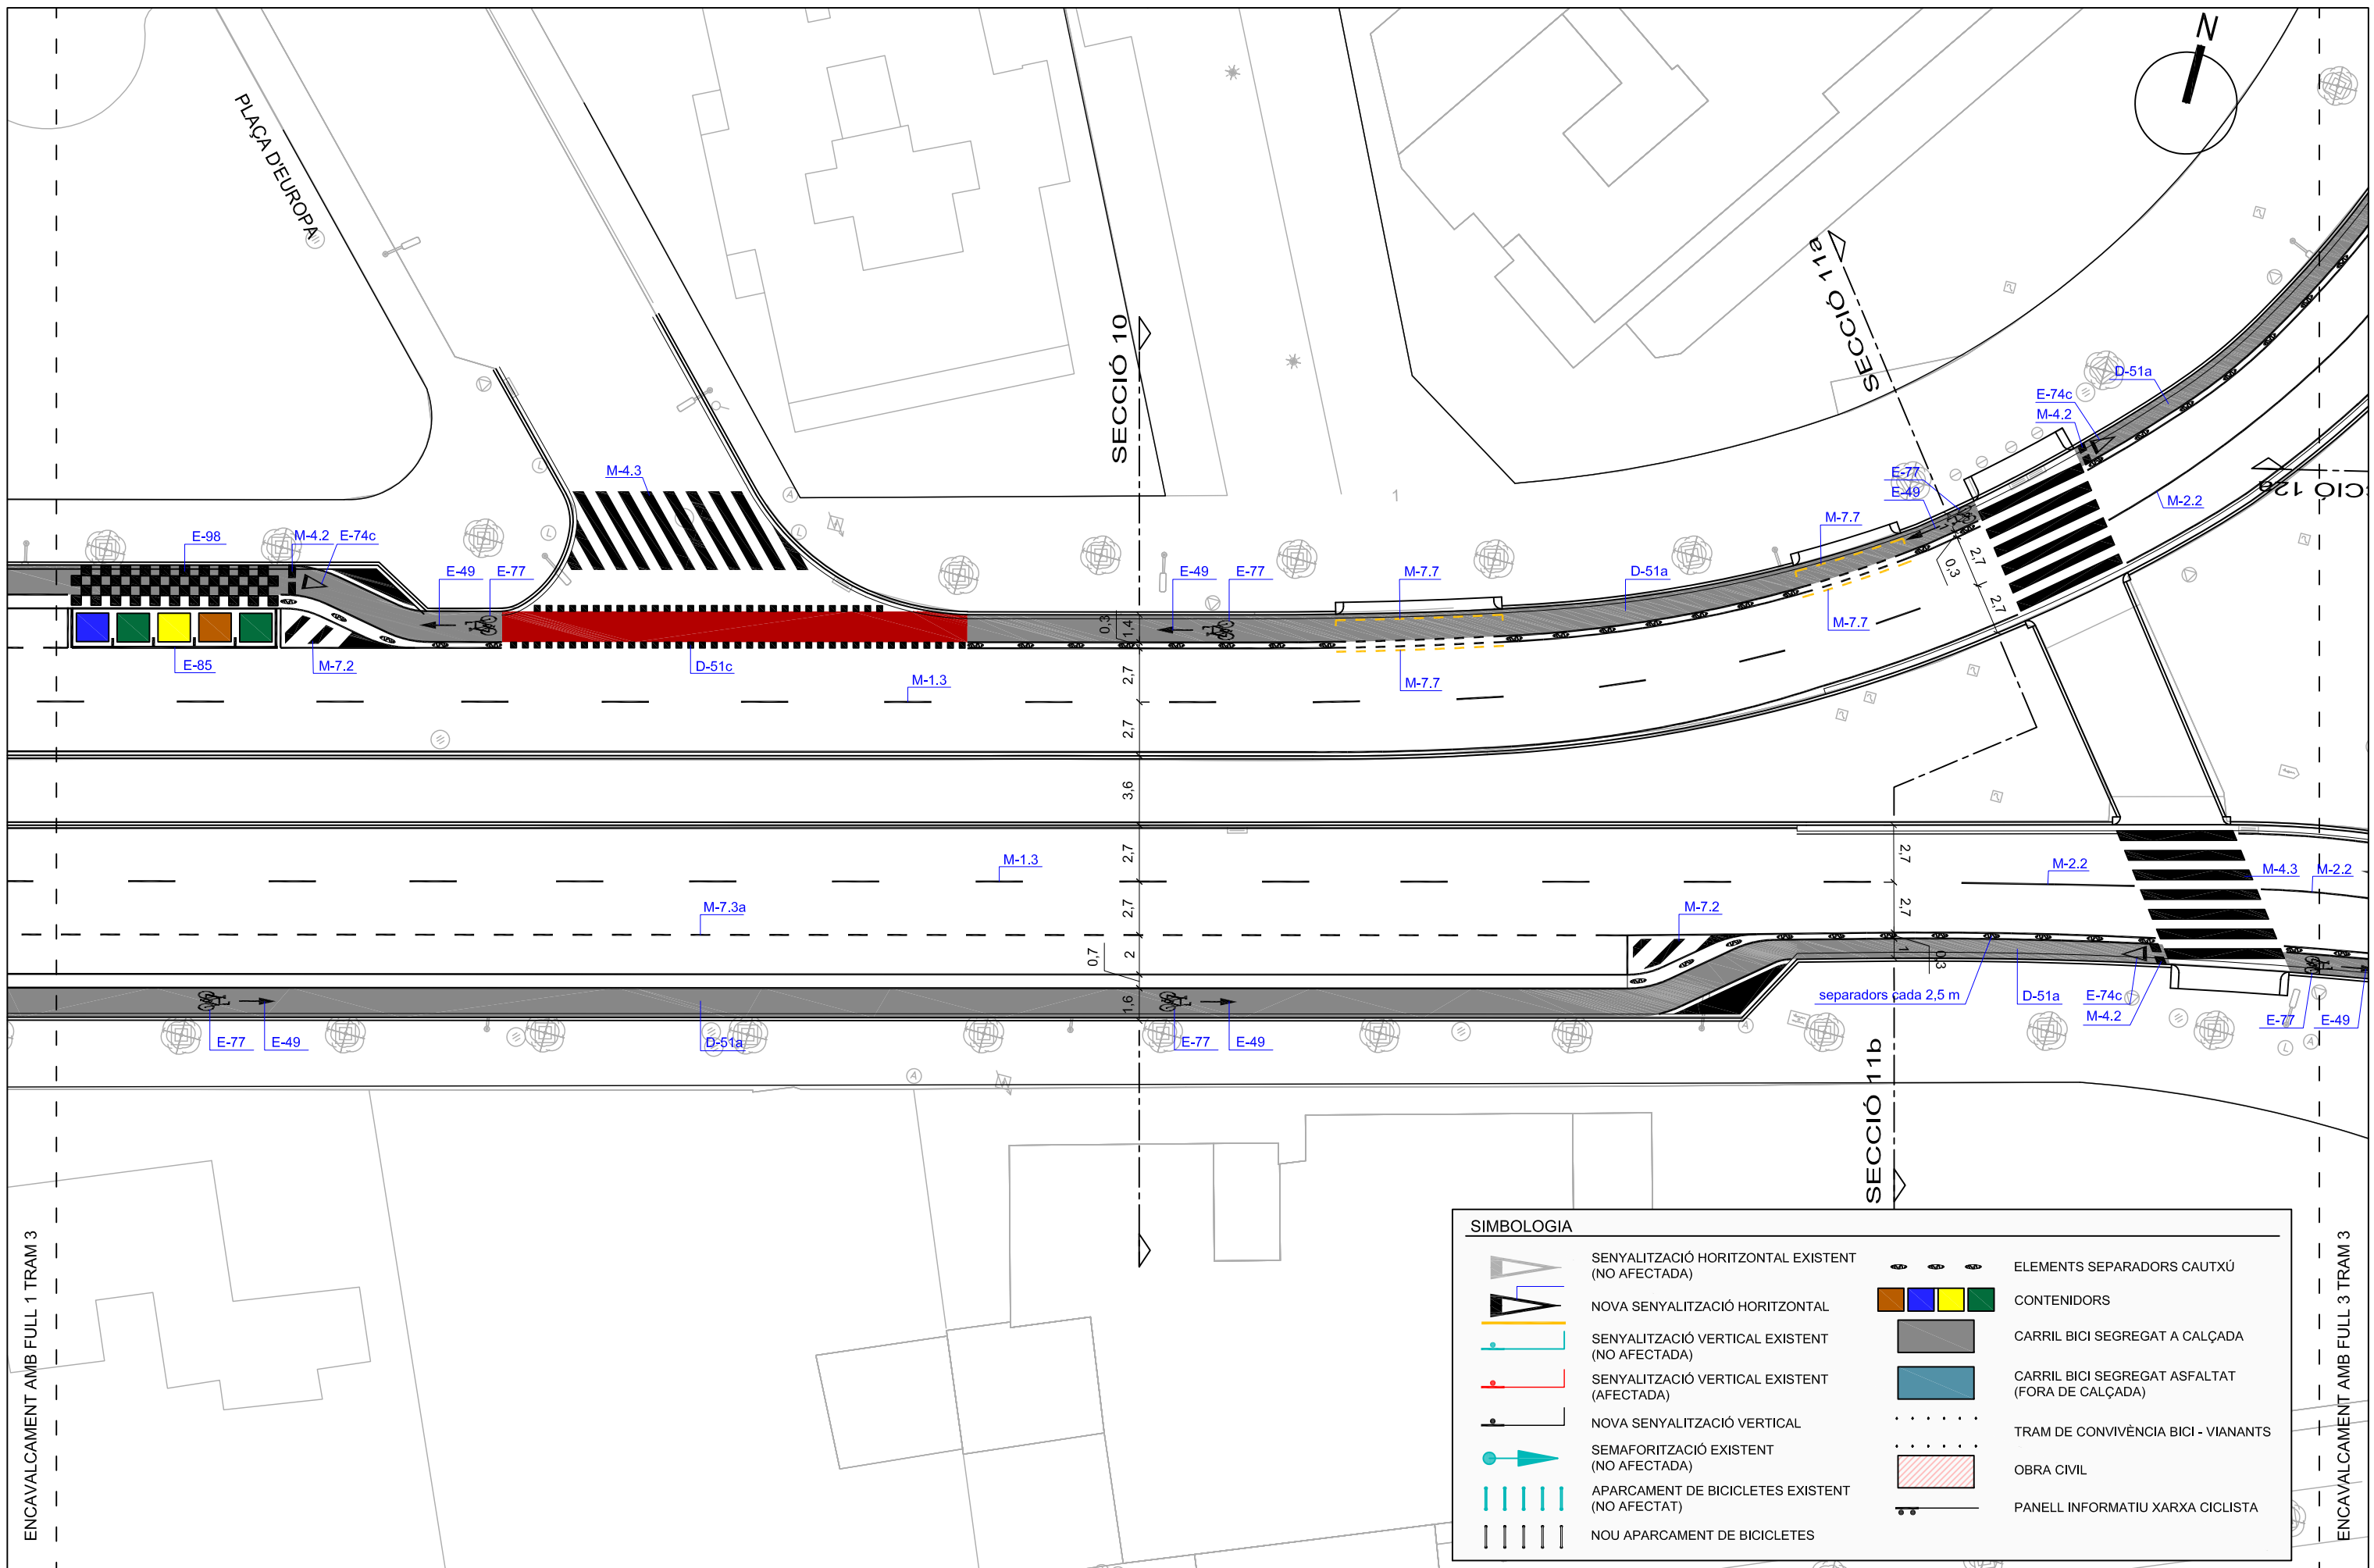 N
PLAÇA D'EUROPA
SECCIÓ 10
SECCIÓ 11a
D-51a
E-74c
M-4.2
E-77
E-49
M-2.2
CCIÓ 12a
M-4.3
1
M-7.7
E-98
M-4.2
E-74c
E-49
E-77
E-49
E-77
M-7.7
D-51a
2,7
0,3
2,7
0,3
1,4
M-7.7
E-85
M-7.2
D-51c
M-1.3
2,7
M-7.7
2,7
3,6
M-1.3
2,7
2,7
M-2.2
M-4.3
M-2.2
M-7.3a
2,7
M-7.2
2,7
0,7
2
1
0,3
separadors cada 2,5 m
D-51a
E-74c
M-4.2
E-77
E-49
1,6
E-77
E-49
D-51a
E-77
E-49
SECCIÓ 11b
ENCAVALCAMENT AMB FULL 1 TRAM 3
ENCAVALCAMENT AMB FULL 3 TRAM 3
SIMBOLOGIA
SENYALITZACIÓ HORITZONTAL EXISTENT
(NO AFECTADA)
NOVA SENYALITZACIÓ HORITZONTAL
SENYALITZACIÓ VERTICAL EXISTENT
(NO AFECTADA)
SENYALITZACIÓ VERTICAL EXISTENT
(AFECTADA)
NOVA SENYALITZACIÓ VERTICAL
SEMAFORITZACIÓ EXISTENT
(NO AFECTADA)
APARCAMENT DE BICICLETES EXISTENT
(NO AFECTAT)
NOU APARCAMENT DE BICICLETES
ELEMENTS SEPARADORS CAUTXÚ
CONTENIDORS
CARRIL BICI SEGREGAT A CALÇADA
CARRIL BICI SEGREGAT ASFALTAT
(FORA DE CALÇADA)
TRAM DE CONVIVÈNCIA BICI - VIANANTS
OBRA CIVIL
PANELL INFORMATIU XARXA CICLISTA